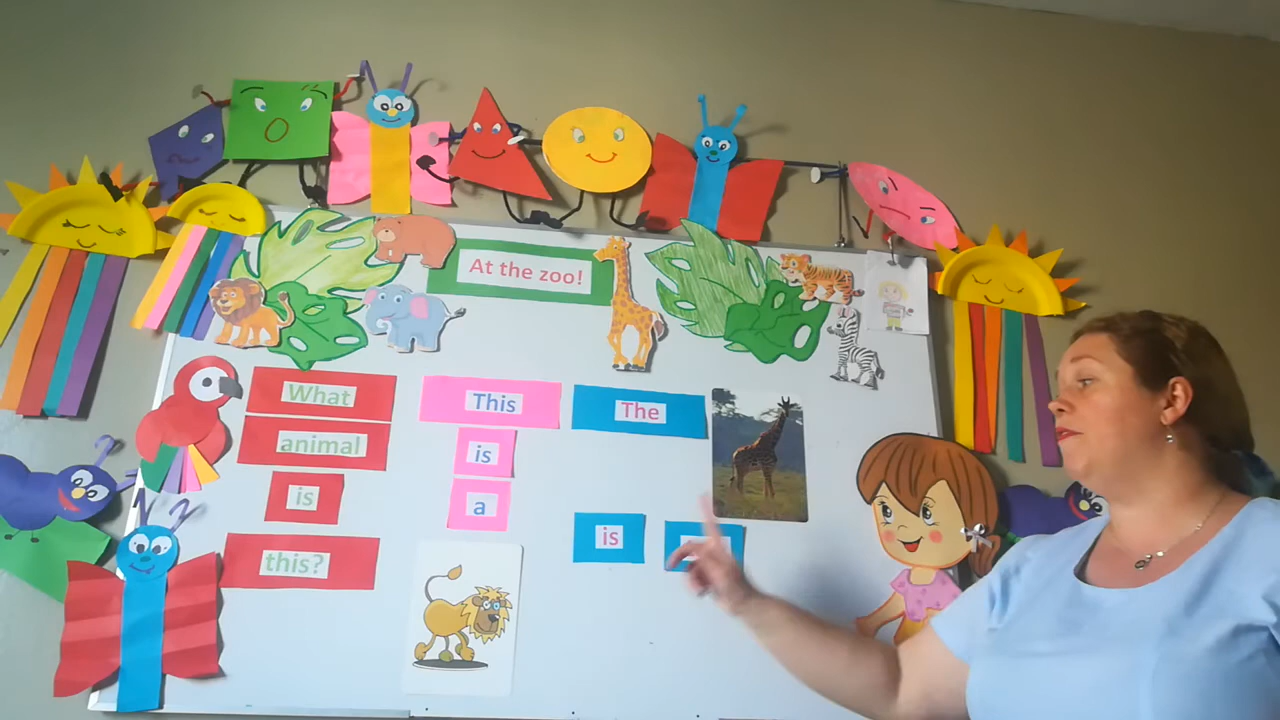 At the zoo!
What
animal
is
this?
This
is
a
The
is